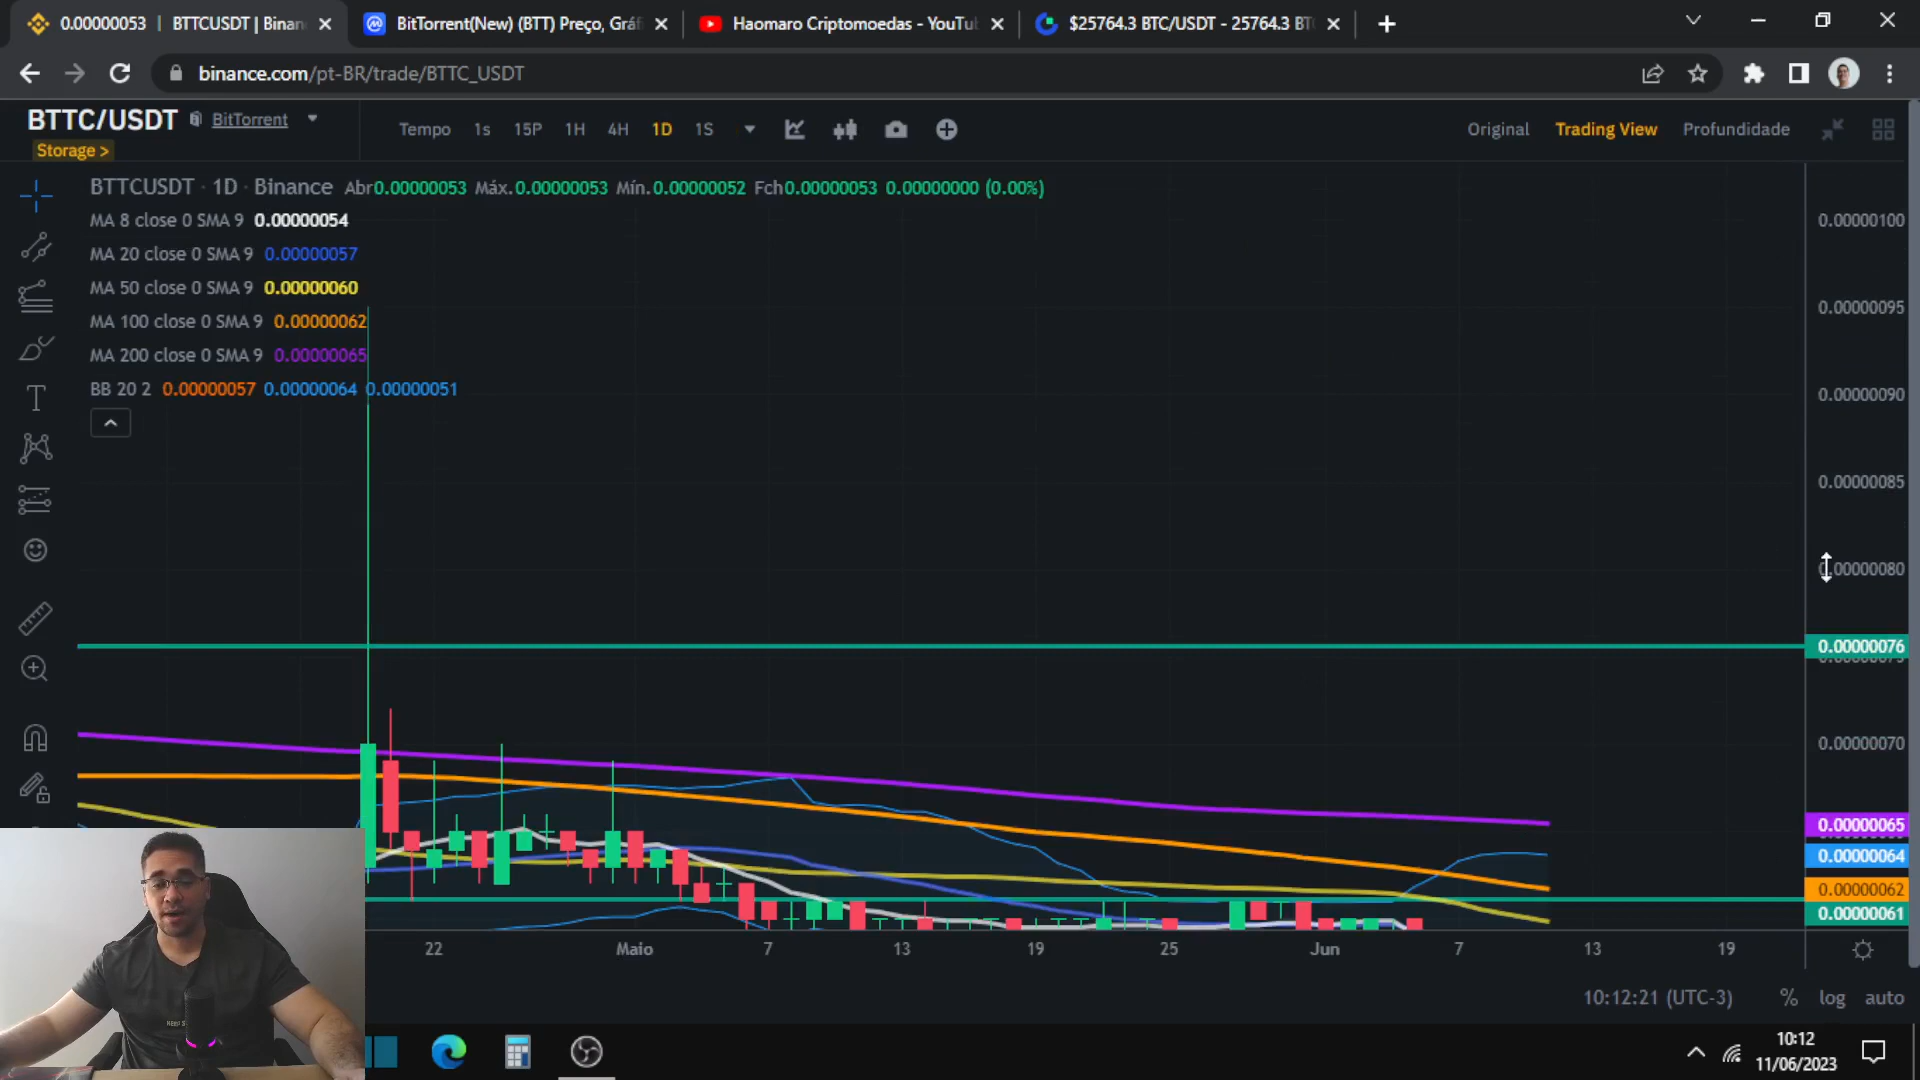 0.00000053 | BTTCUSDT | Binan
BitTorrent(New) (BTT) Preço, Gráf
Haomaro Criptomoedas - YouTu
$25764.3 BTC/USDT - 25764.3 BT
binance.com/pt-BR/trade/BTTC_USDT
BTTC/USDT BitTorrent
Storage >
Tempo 1s 15P 1H 4H 1D 1S
Original Trading View Profundidade
BTTCUSDT · 1D · Binance Abr0.00000053 Máx.0.00000053 Mín.0.00000052 Fch0.00000053 0.00000000 (0.00%)
MA 8 close 0 SMA 9 0.00000054
MA 20 close 0 SMA 9 0.00000057
MA 50 close 0 SMA 9 0.00000060
MA 100 close 0 SMA 9 0.00000062
MA 200 close 0 SMA 9 0.00000065
BB 20 2 0.00000057 0.00000064 0.00000051
0.00000100
0.00000095
0.00000090
0.00000085
0.00000080
0.00000076
0.00000070
0.00000065
0.00000064
0.00000062
0.00000061
22 Maio 7 13 19 25 Jun 7 13 19
10:12:21 (UTC-3) % log auto
10:12
11/06/2023